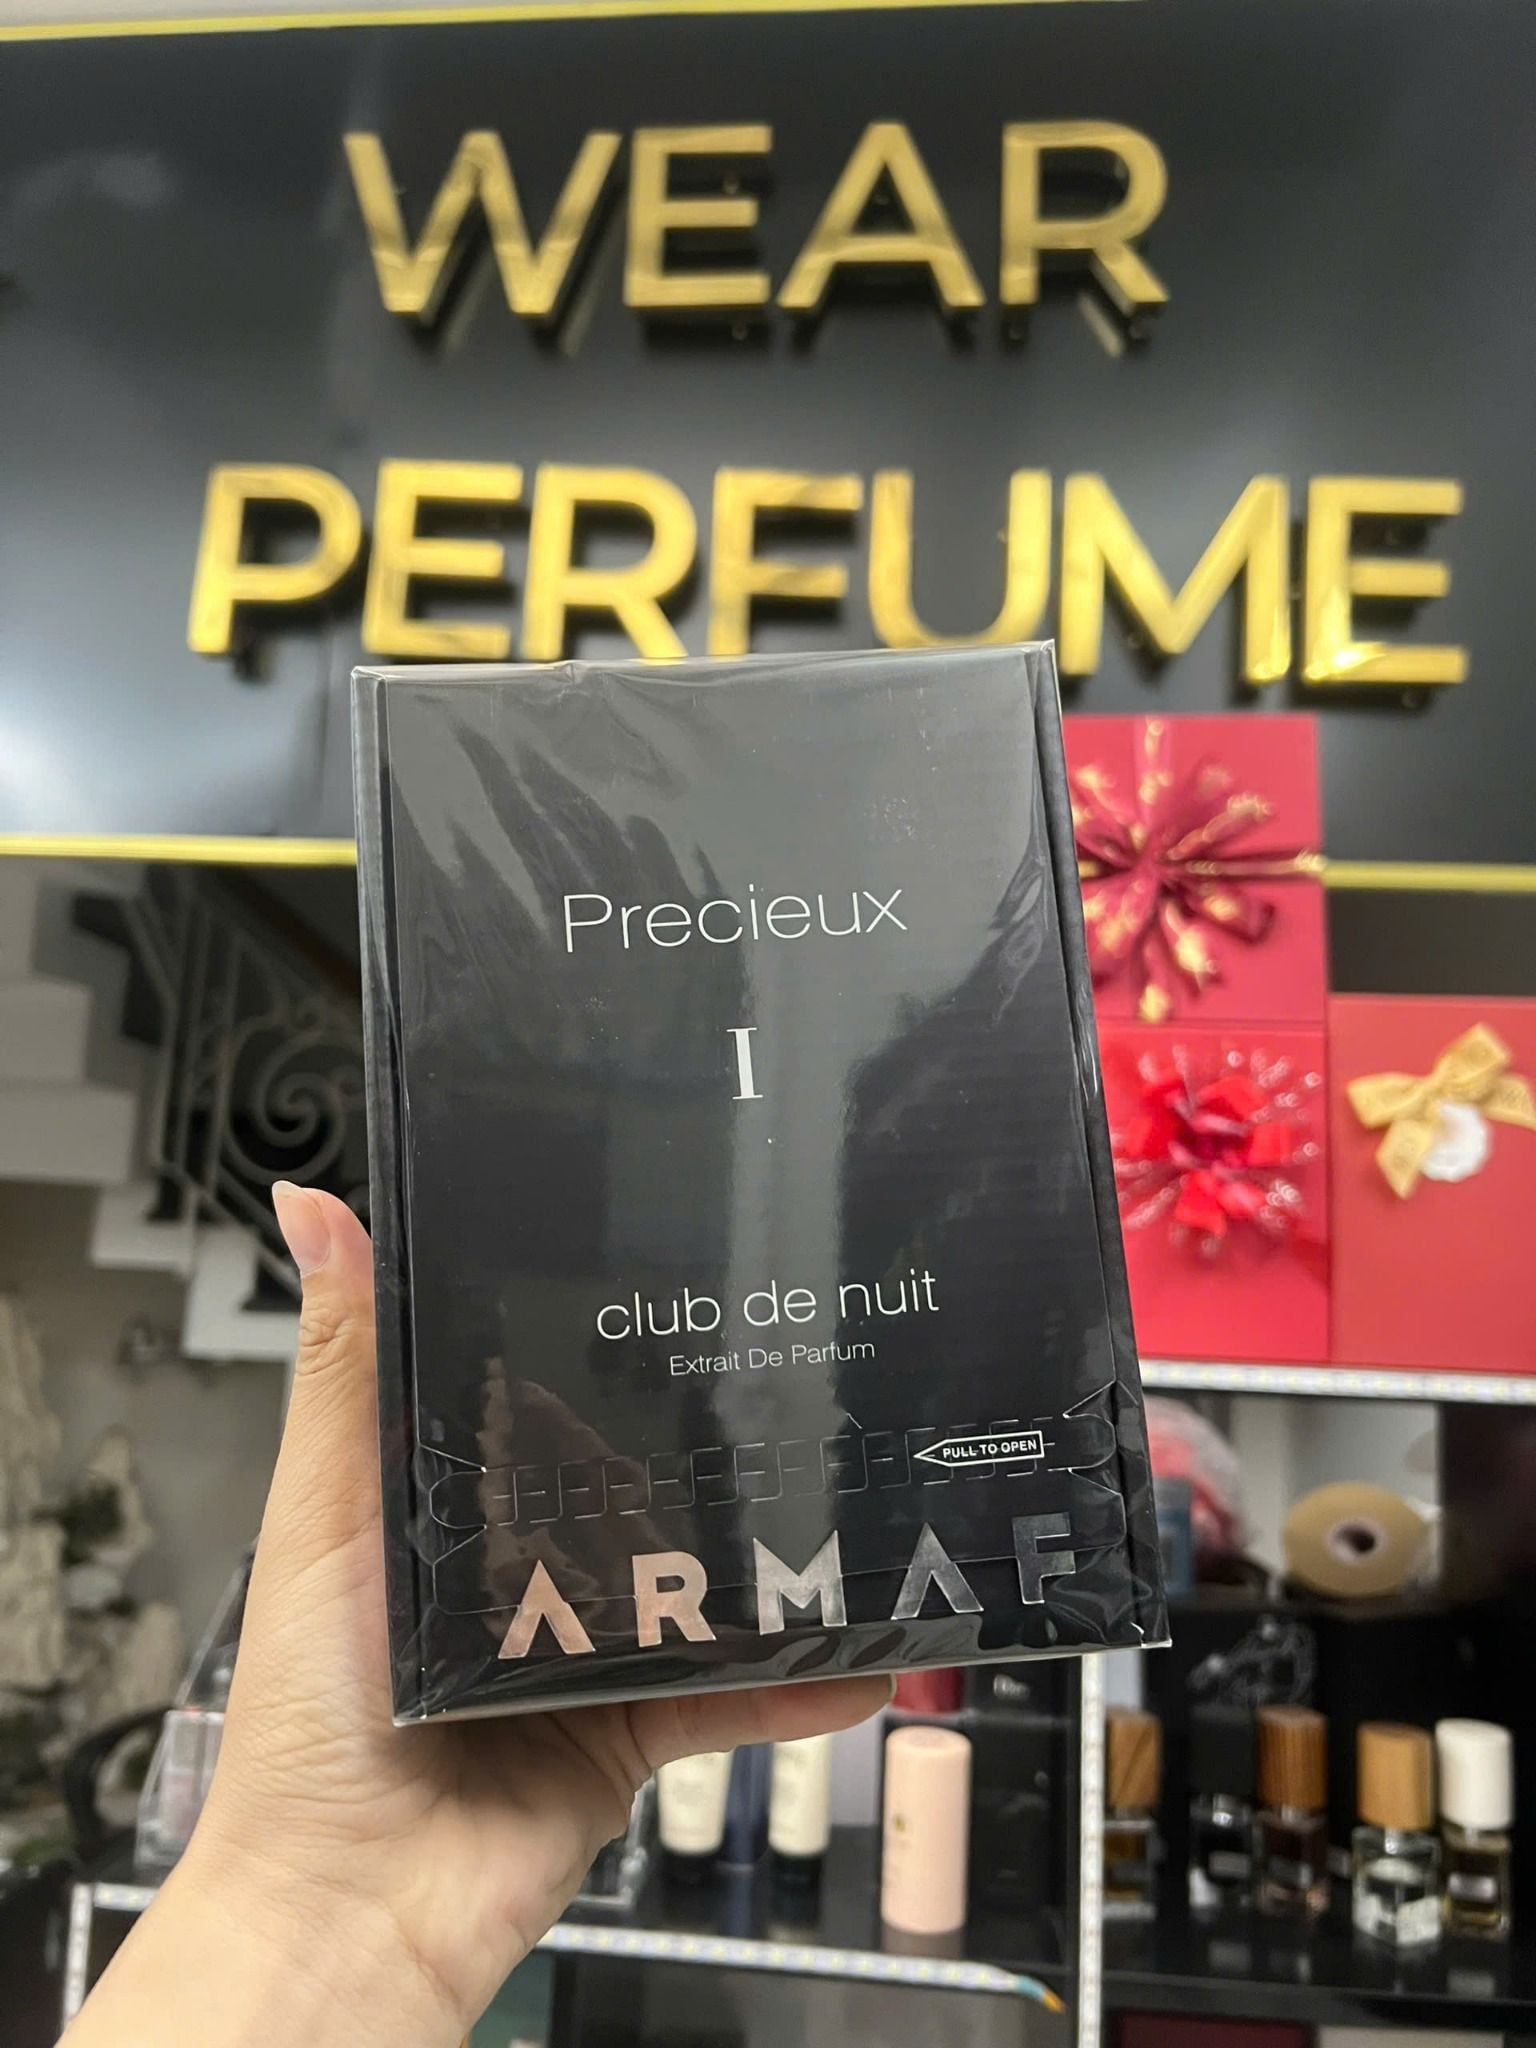 WEAR
PERFUME
Precieux
I
club de nuit
Extrait De Parfum
PULL TO OPEN
ARMAF